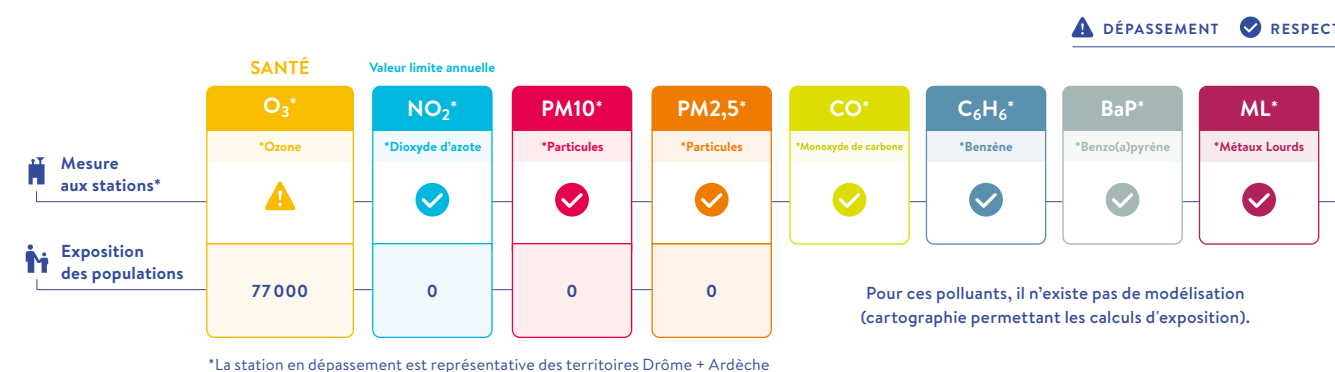 DÉPASSEMENT RESPECT
SANTÉ
Valeur limite annuelle
O3* NO2* PM10* PM2,5* CO* C6H6* BaP* ML*
*Ozone *Dioxyde d'azote *Particules *Particules *Monoxyde de carbone *Benzène *Benzo(a)pyrène *Métaux Lourds
Mesure
aux stations*
Exposition
des populations
77 000 0 0 0
Pour ces polluants, il n'existe pas de modélisation
(cartographie permettant les calculs d'exposition).
*La station en dépassement est représentative des territoires Drôme + Ardèche